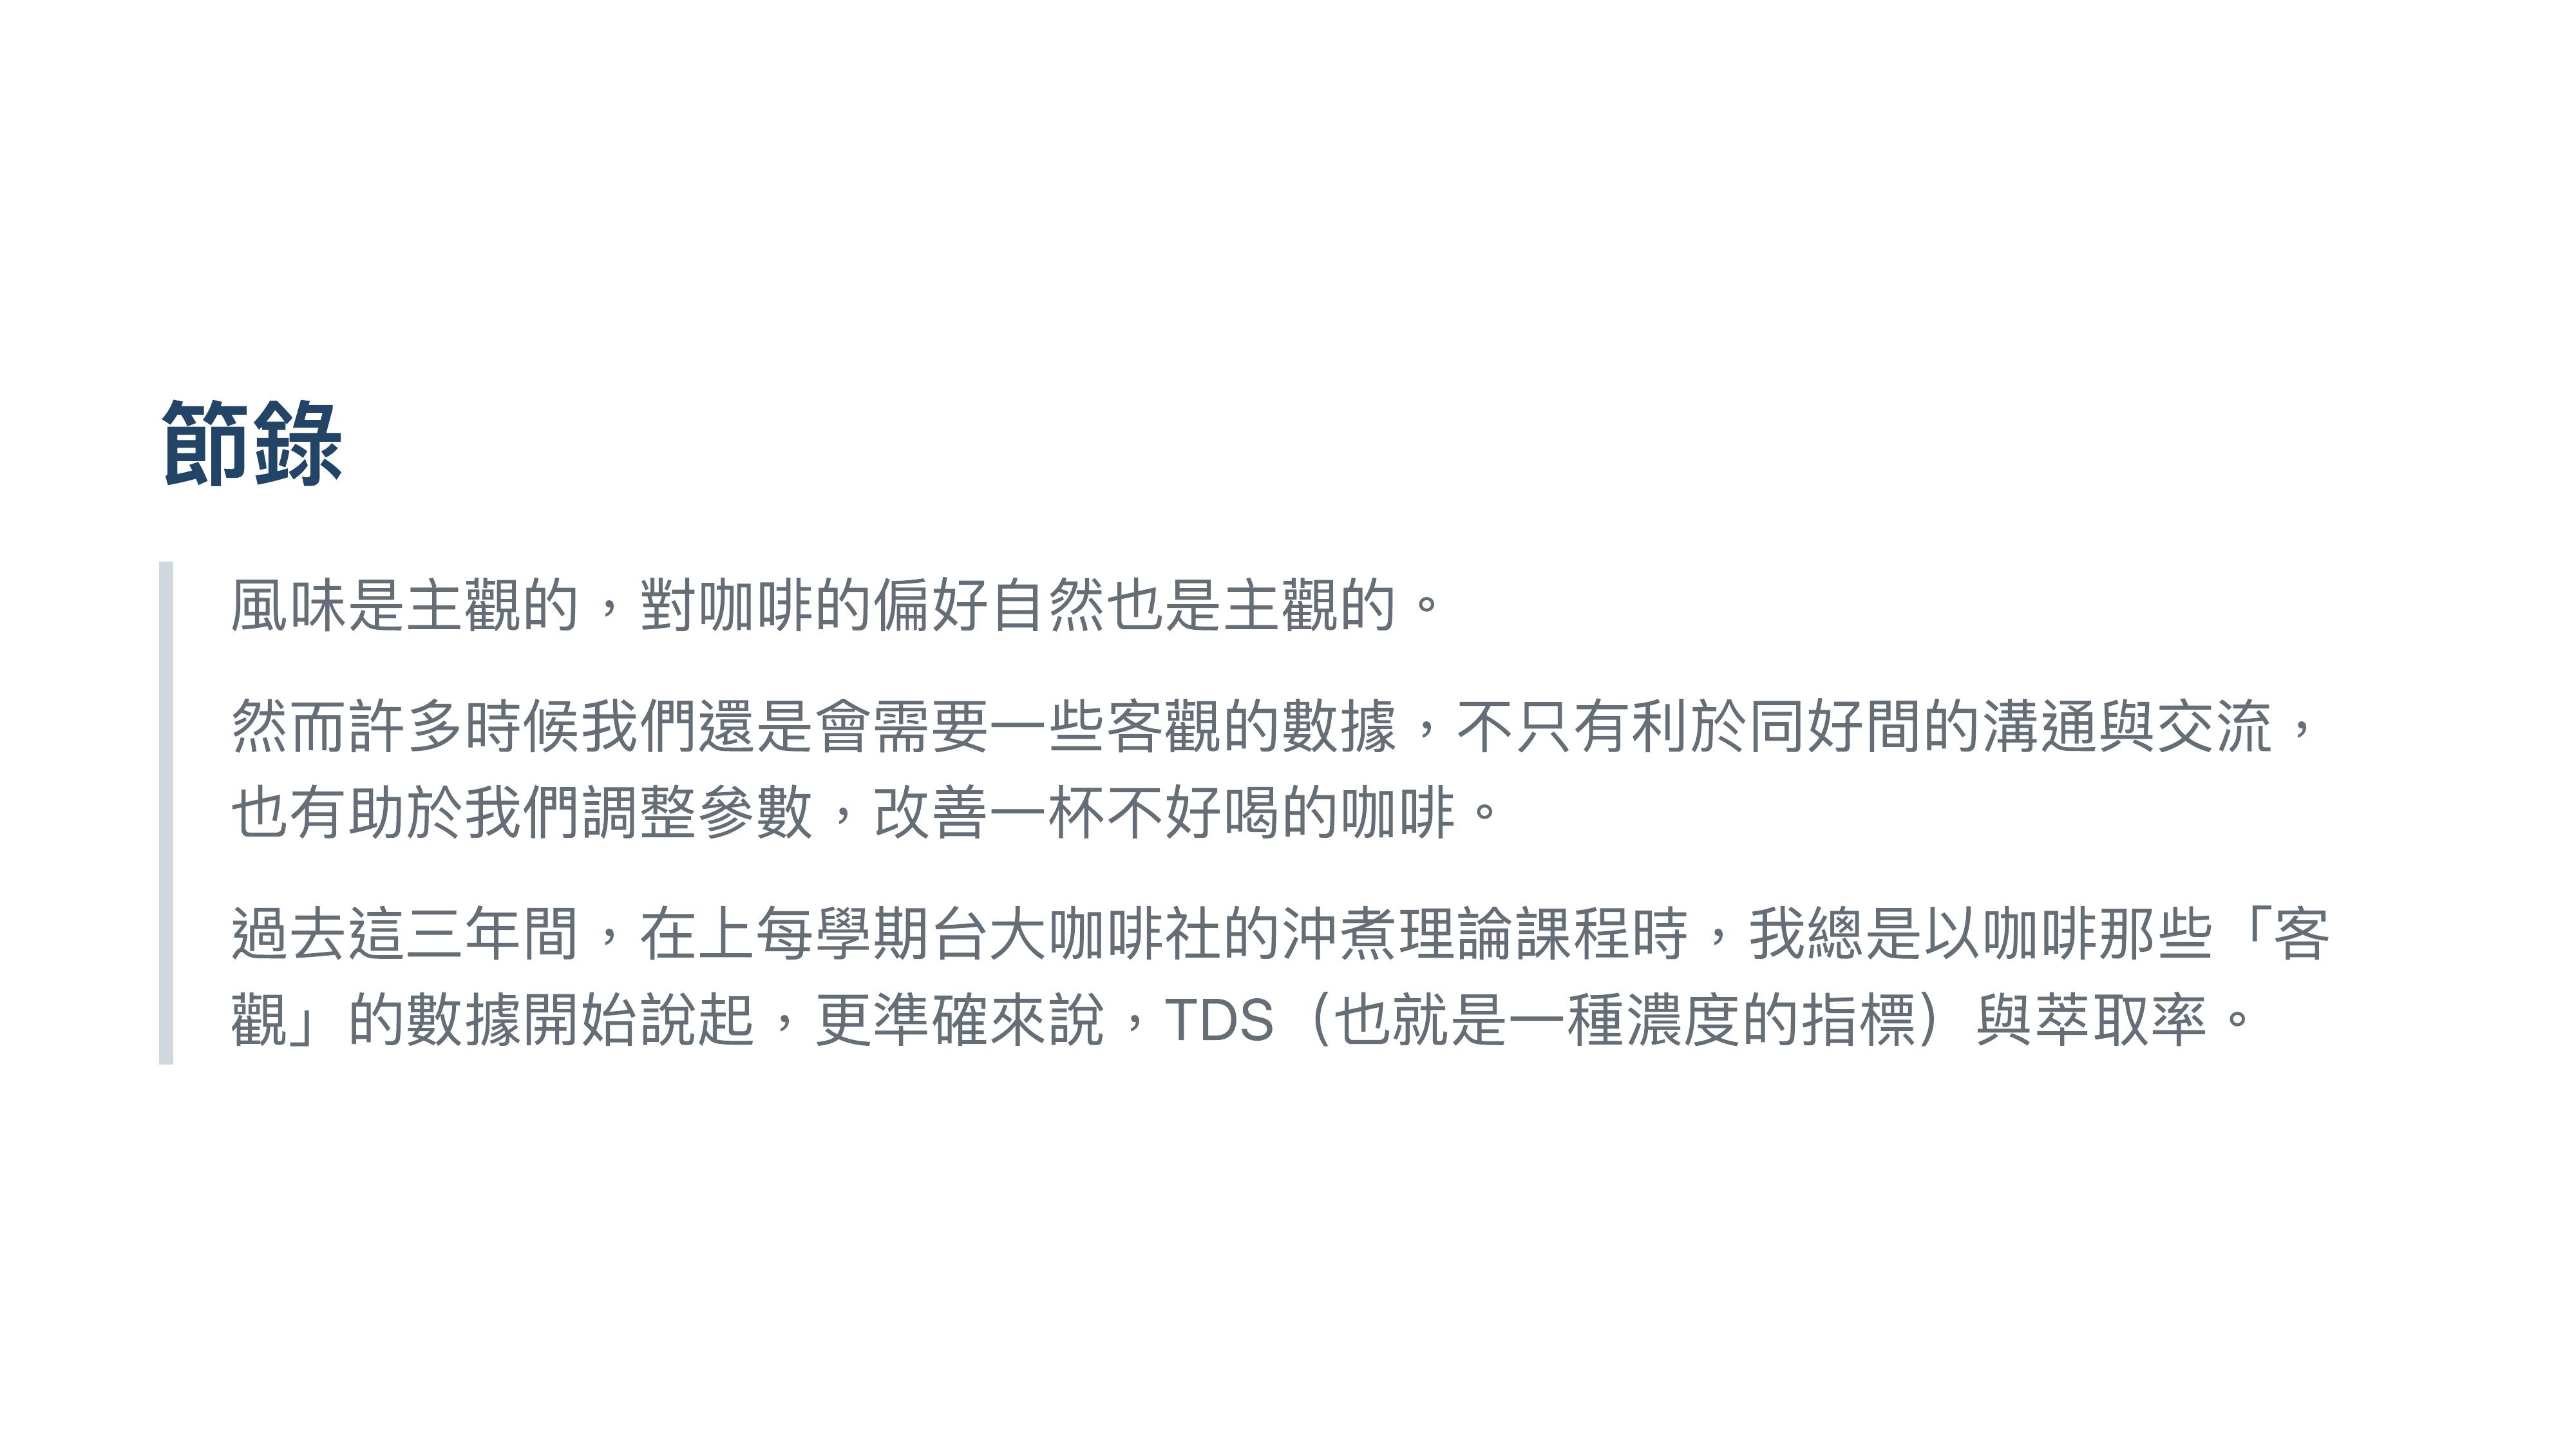 節錄
風味是主觀的，對咖啡的偏好自然也是主觀的。
然而許多時候我們還是會需要一些客觀的數據，不只有利於同好間的溝通與交流，
也有助於我們調整參數，改善一杯不好喝的咖啡。
過去這三年間，在上每學期台大咖啡社的沖煮理論課程時，我總是以咖啡那些「客
觀」的數據開始說起，更準確來說，TDS（也就是一種濃度的指標）與萃取率。